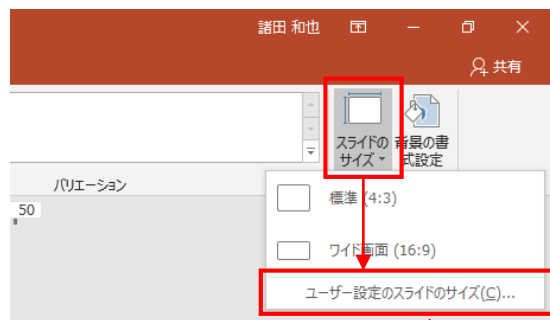 諸田 和也
共有
スライドの
サイズ
背景の書
式設定
バリエーション
50
標準 (4:3)
ワイド画面 (16:9)
ユーザー設定のスライドのサイズ(C)...